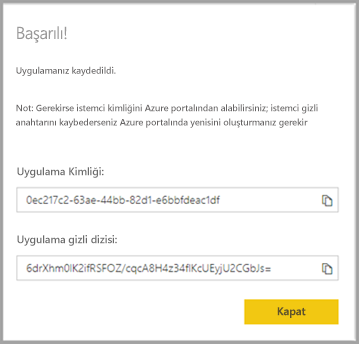 Başarılı!
Uygulamanız kaydedildi.
Not: Gerekirse istemci kimliğini Azure portalından alabilirsiniz; istemci gizli
anahtarını kaybederseniz Azure portalında yenisini oluşturmanız gerekir
Uygulama Kimliği:
0ec217c2-63ae-44bb-82d1-e6bbfdeac1df
Uygulama gizli dizisi:
6drXhm0lK2ifRSFOZ/cqcA8H4z34flKcUEyjU2CGbJs=
Kapat